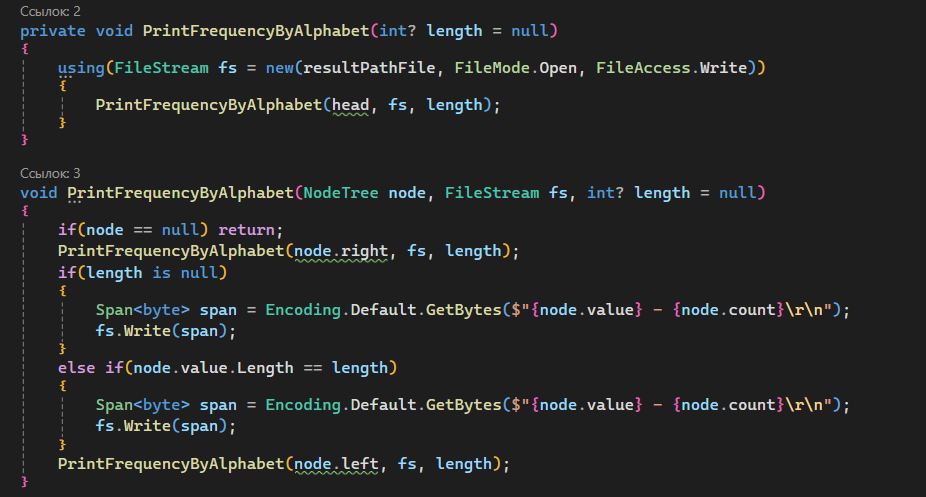 Ссылок: 2
private void PrintFrequencyByAlphabet(int? length = null)
{
    using(FileStream fs = new(resultPathFile, FileMode.Open, FileAccess.Write))
    {
        PrintFrequencyByAlphabet(head, fs, length);
    }
}
Ссылок: 3
void PrintFrequencyByAlphabet(NodeTree node, FileStream fs, int? length = null)
{
    if(node == null) return;
    PrintFrequencyByAlphabet(node.right, fs, length);
    if(length is null)
    {
        Span<byte> span = Encoding.Default.GetBytes($"{node.value} - {node.count}\r\n");
        fs.Write(span);
    }
    else if(node.value.Length == length)
    {
        Span<byte> span = Encoding.Default.GetBytes($"{node.value} - {node.count}\r\n");
        fs.Write(span);
    }
    PrintFrequencyByAlphabet(node.left, fs, length);
}